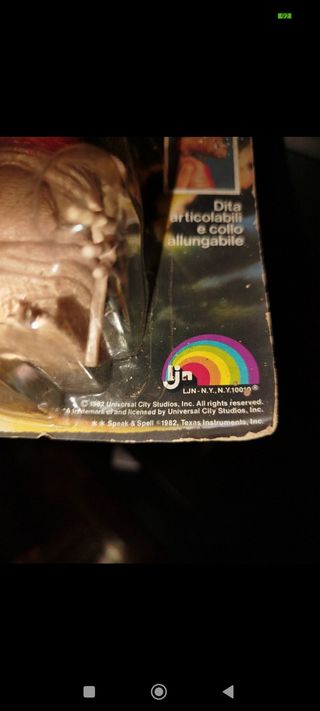 92
Dita
articolabili
e collo
allungabile
ljn
LJN - N.Y., N.Y. 10010 ®
© 1982 Universal City Studios, Inc. All rights reserved.
*A trademark of and licensed by Universal City Studios, Inc.
** Speak & Spell ©1982, Texas Instruments, Inc.